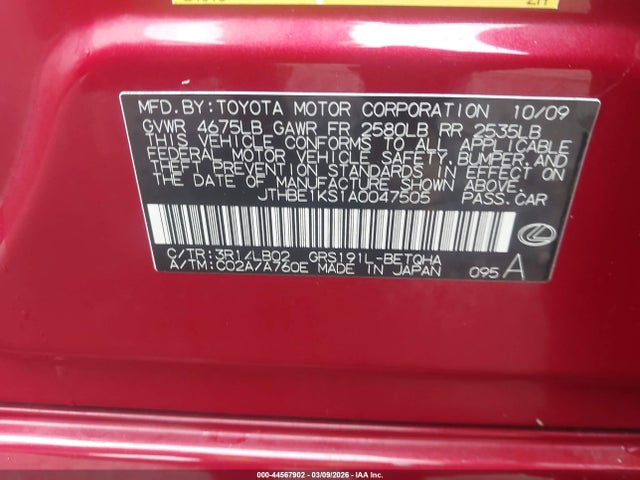 MFD. BY: TOYOTA MOTOR CORPORATION 10/09
GVWR 4675LB GAWR FR 2580LB RR 2535LB
THIS VEHICLE CONFORMS TO ALL APPLICABLE
FEDERAL MOTOR VEHICLE SAFETY, BUMPER, AND
THEFT PREVENTION STANDARDS IN EFFECT ON
THE DATE OF MANUFACTURE SHOWN ABOVE.
JTHBE1KS1A0047505 PASS.CAR
C/TR:3R1/LB02 GRS191L-BETQHA
A/TM:C02A/A760E MADE IN JAPAN 095 A
000-44567902 | 03/09/2026 | IAA Inc.